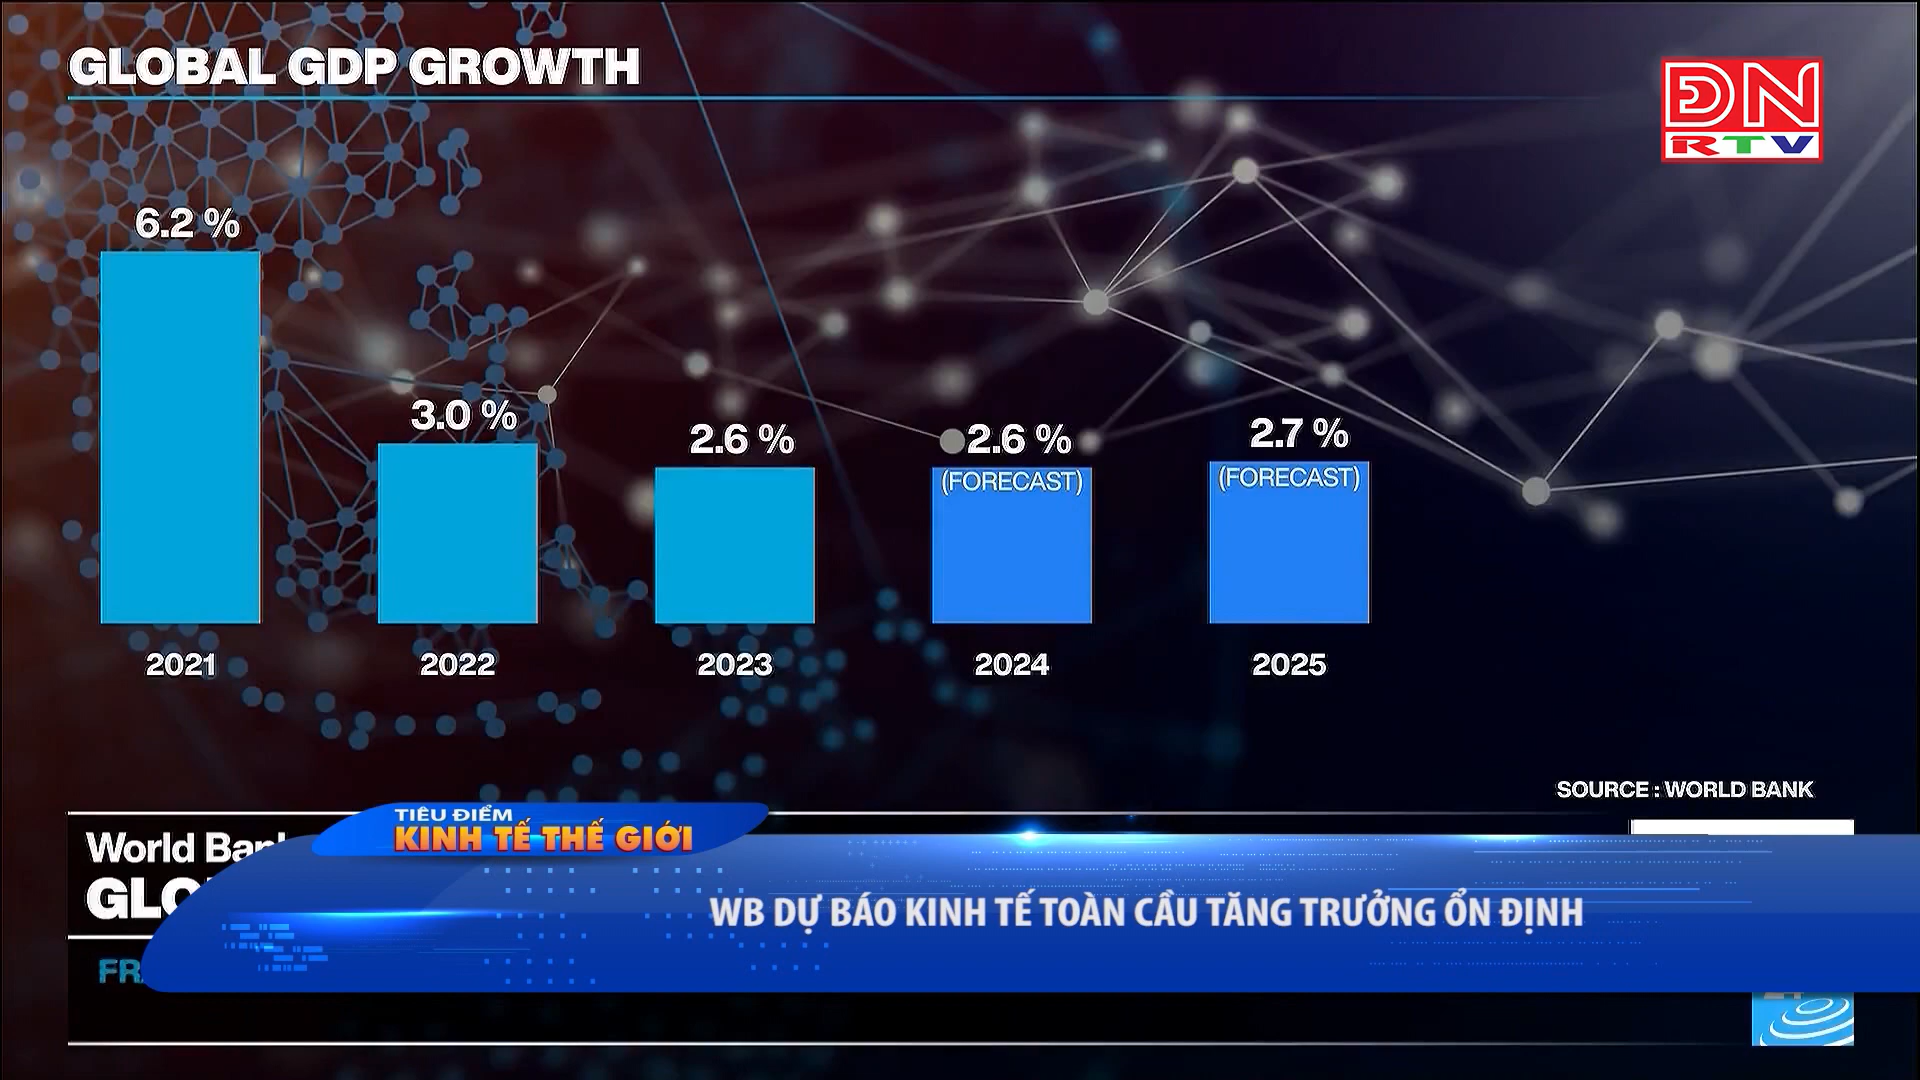 GLOBAL GDP GROWTH
ĐN
RTV
6.2 %
3.0 %
2.6 %
2.6 %
2.7 %
(FORECAST)
(FORECAST)
2021
2022
2023
2024
2025
SOURCE : WORLD BANK
World
TIÊU ĐIỂM
KINH TẾ THẾ GIỚI
WB DỰ BÁO KINH TẾ TOÀN CẦU TĂNG TRƯỞNG ỔN ĐỊNH